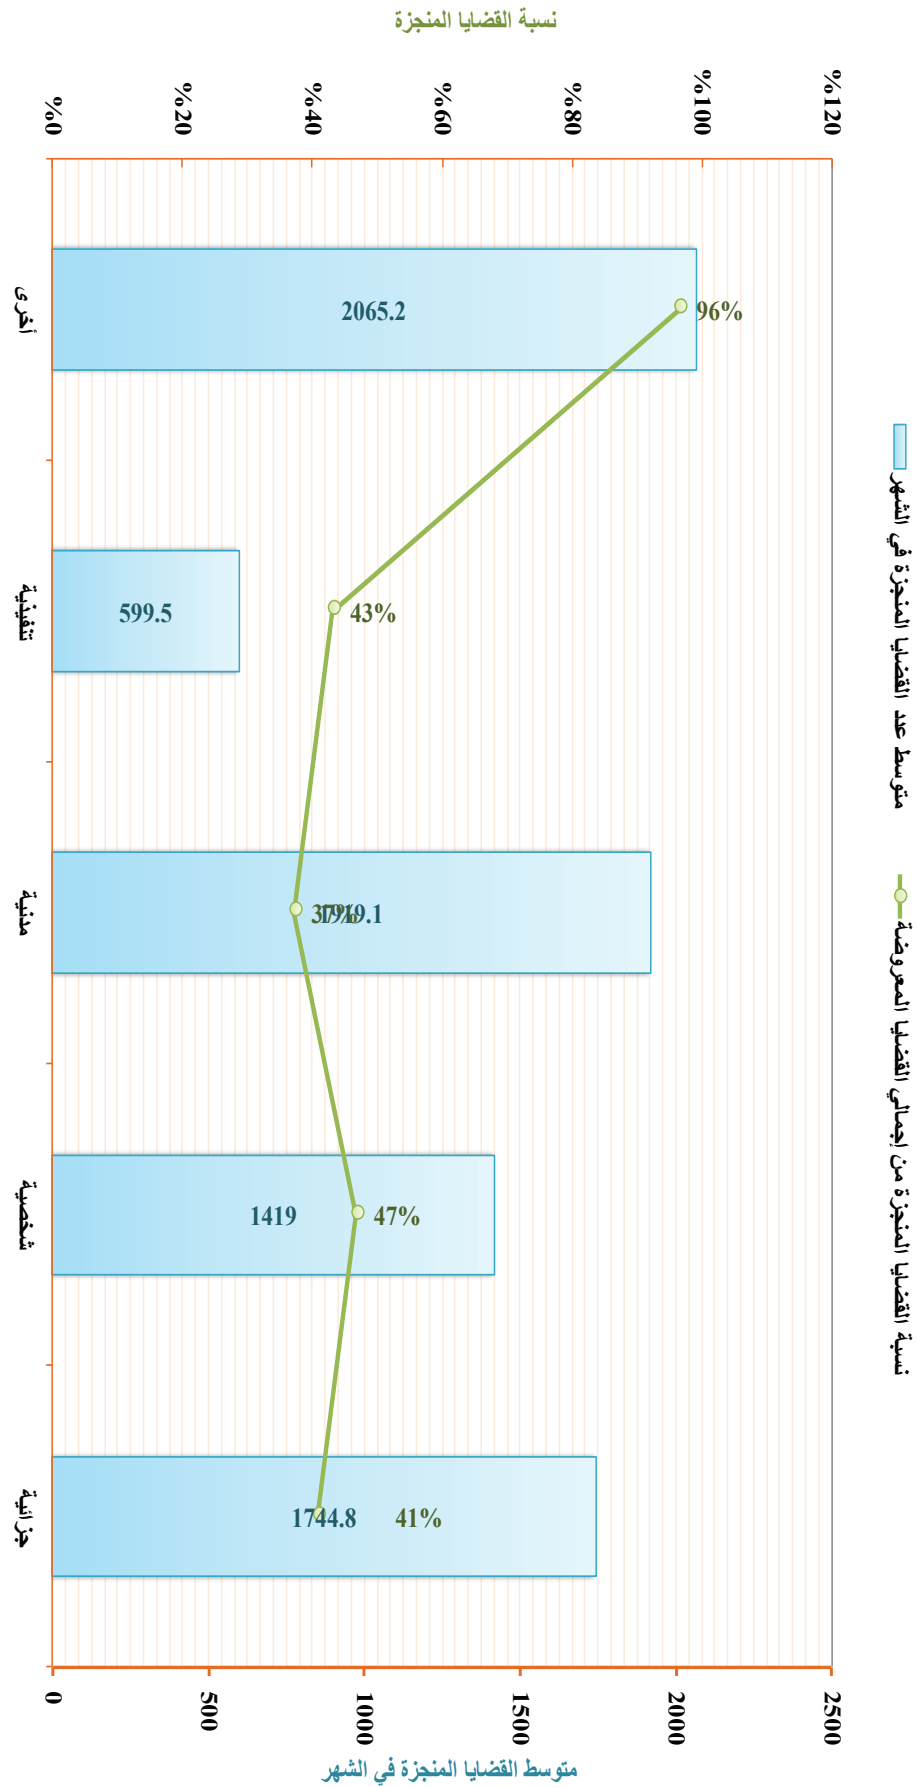 نسبة القضايا المنجزة
%0
%20
%40
%60
%80
%100
%120
2065.2
96%
أخرى
599.5
43%
تنفيذية
37%
1919.1
مدنية
1419
47%
شخصية
1744.8
41%
جزائية
0
500
1000
1500
2000
2500
متوسط القضايا المنجزة في الشهر
متوسط عدد القضايا المنجزة في الشهر
نسبة القضايا المنجزة من إجمالي القضايا المعروضة